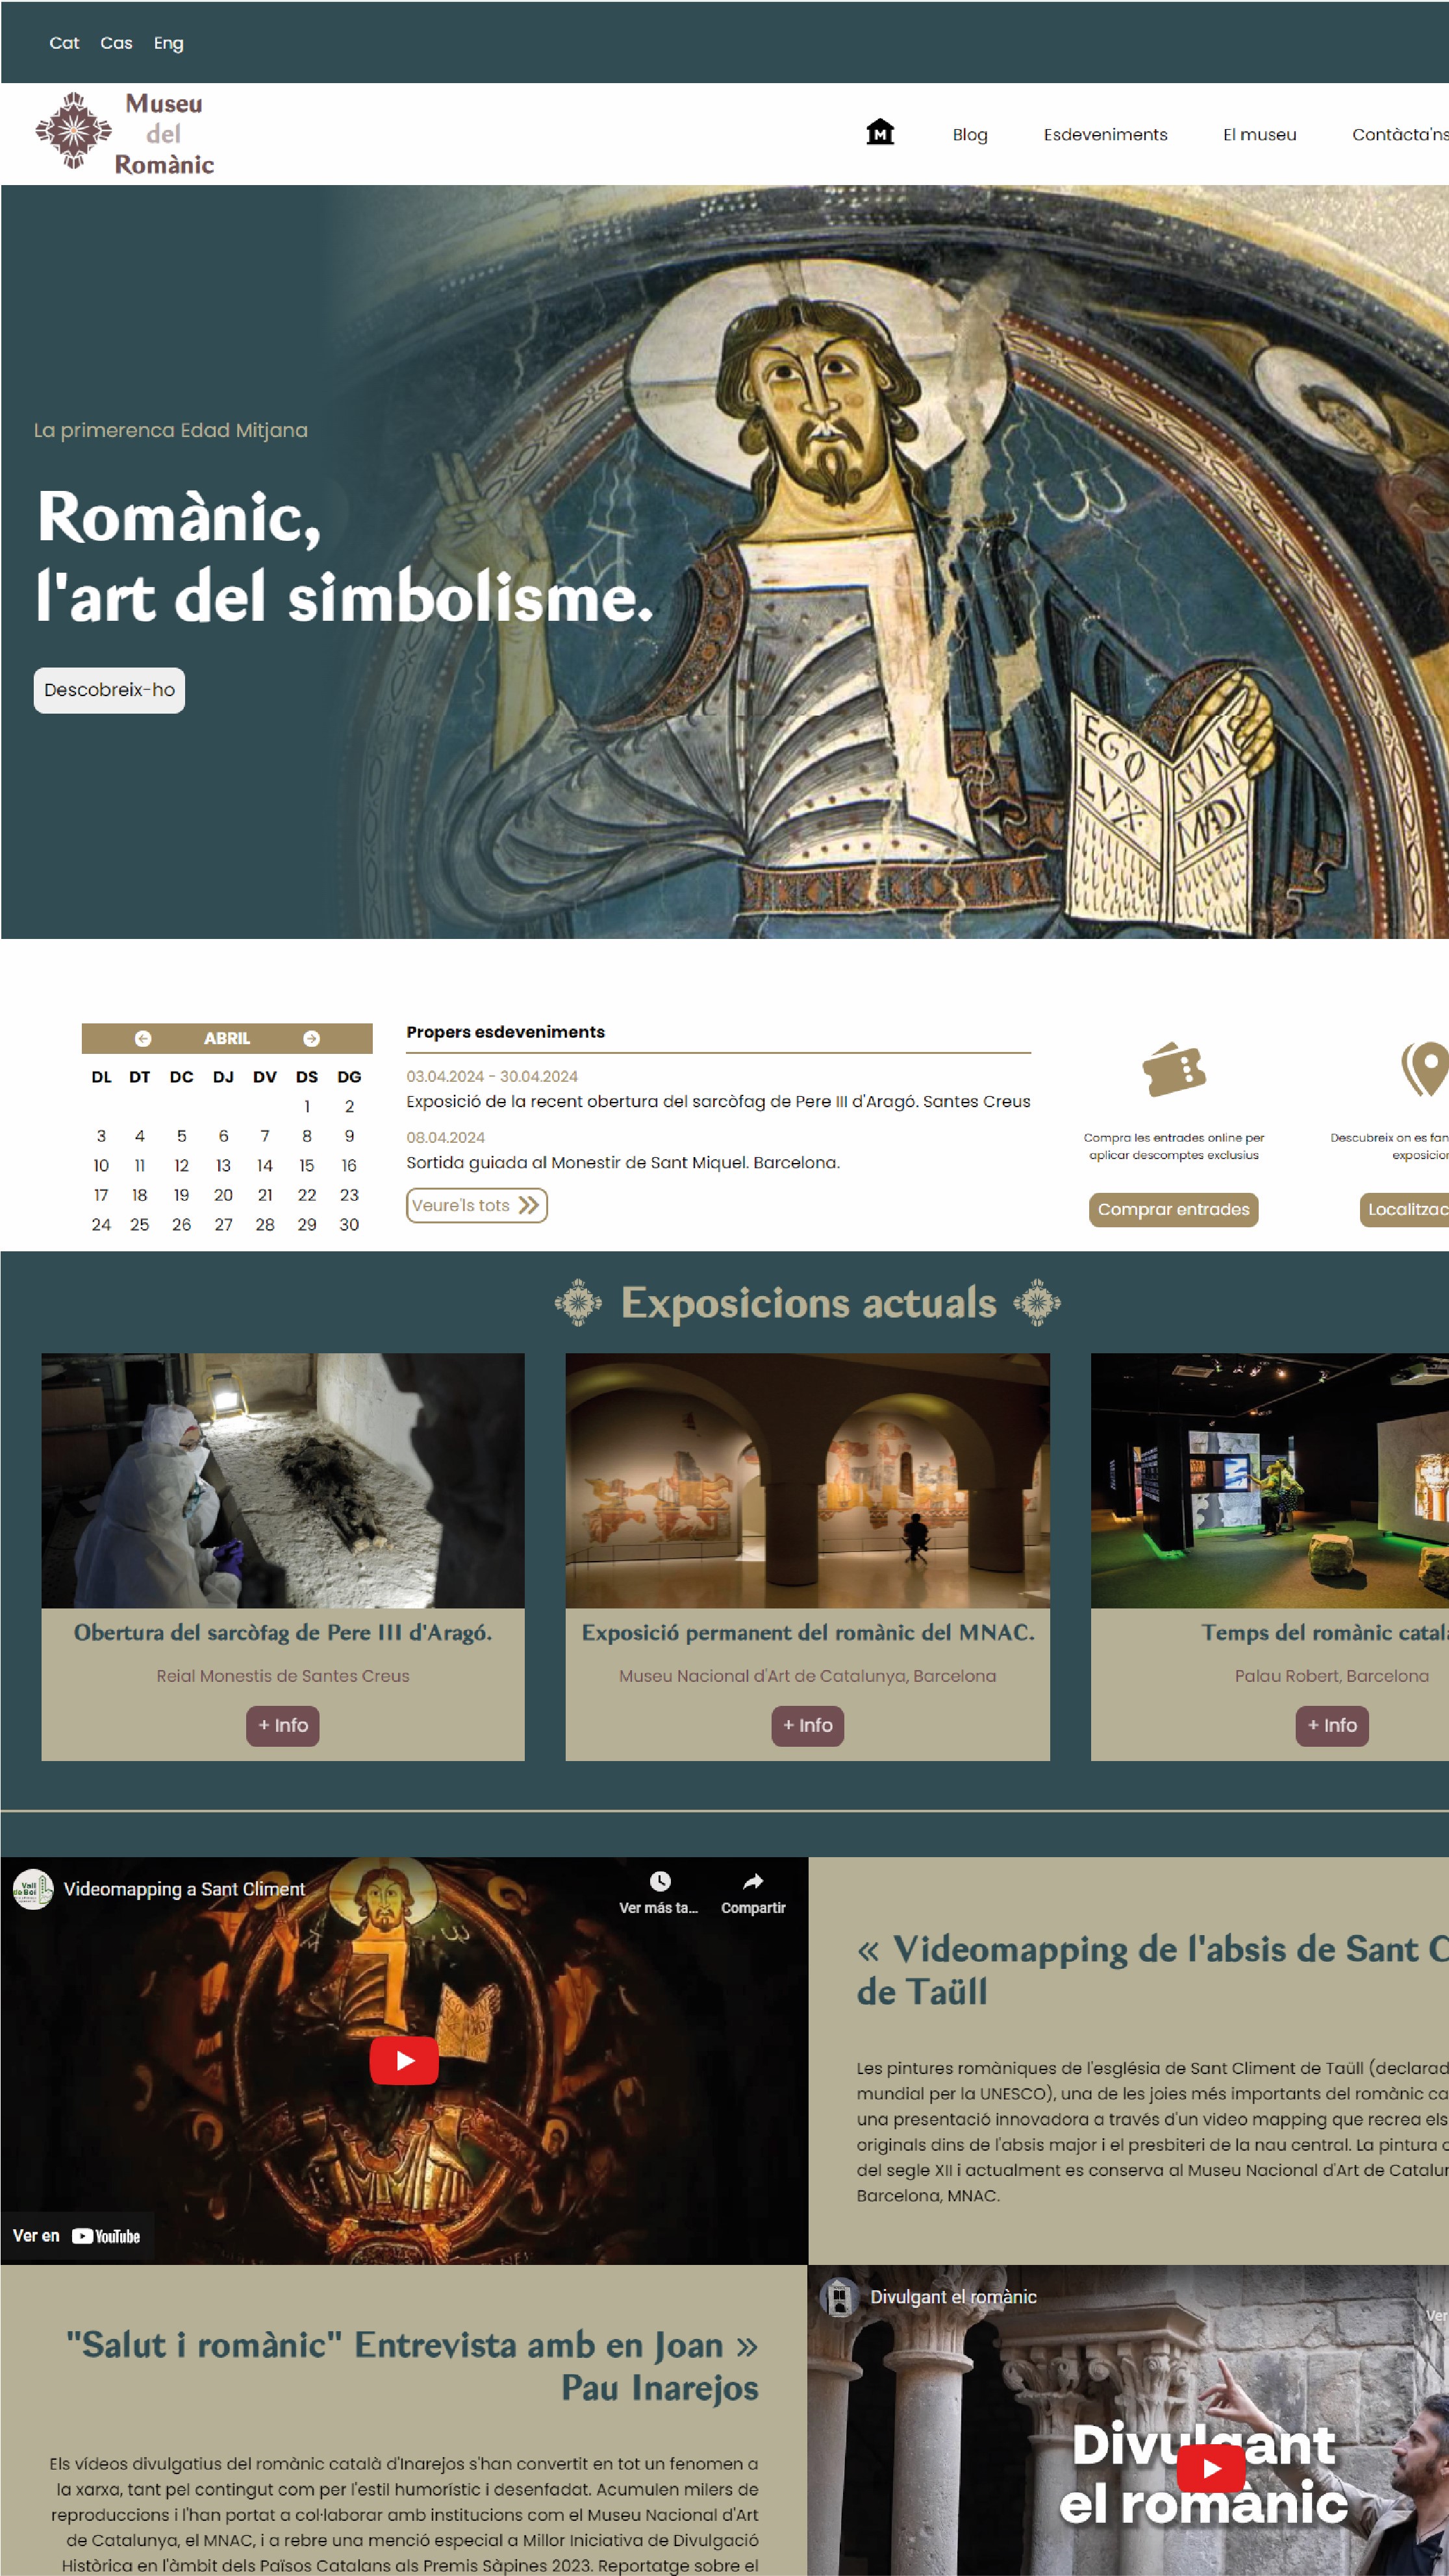 Cat Cas Eng
Museu
del
Romànic
M
Blog Esdeveniments El museu Contàcta'ns
La primerenca Edad Mitjana
Romànic,
l'art del simbolisme.
Descobreix-ho
EGO
LVX
SVM
MDI
ABRIL
DL DT DC DJ DV DS DG
1 2
3 4 5 6 7 8 9
10 11 12 13 14 15 16
17 18 19 20 21 22 23
24 25 26 27 28 29 30
Propers esdeveniments
03.04.2024 - 30.04.2024
Exposició de la recent obertura del sarcòfag de Pere III d'Aragó. Santes Creus
08.04.2024
Sortida guiada al Monestir de Sant Miquel. Barcelona.
Veure'ls tots
Compra les entrades online per
aplicar descomptes exclusius
Comprar entrades
Descubreix on es fan
exposicion
Localitzac
Exposicions actuals
Obertura del sarcòfag de Pere III d'Aragó.
Reial Monestis de Santes Creus
+ Info
Exposició permanent del romànic del MNAC.
Museu Nacional d'Art de Catalunya, Barcelona
+ Info
Temps del romànic catal
Palau Robert, Barcelona
+ Info
Vall de Boí
Videomapping a Sant Climent
Ver más ta... Compartir
Ver en YouTube
« Videomapping de l'absis de Sant C
de Taüll
Les pintures romàniques de l'església de Sant Climent de Taüll (declarad
mundial per la UNESCO), una de les joies més importants del romànic ca
una presentació innovadora a través d'un video mapping que recrea els
originals dins de l'absis major i el presbiteri de la nau central. La pintura
del segle XII i actualment es conserva al Museu Nacional d'Art de Catalu
Barcelona, MNAC.
"Salut i romànic" Entrevista amb en Joan »
Pau Inarejos
Els vídeos divulgatius del romànic català d'Inarejos s'han convertit en tot un fenomen a
la xarxa, tant pel contingut com per l'estil humorístic i desenfadat. Acumulen milers de
reproduccions i l'han portat a col·laborar amb institucions com el Museu Nacional d'Art
de Catalunya, el MNAC, i a rebre una menció especial a Millor Iniciativa de Divulgació
Històrica en l'àmbit dels Països Catalans als Premis Sàpines 2023. Reportatge sobre el
Divulgant el romànic
Ver
Divulgant
el romànic